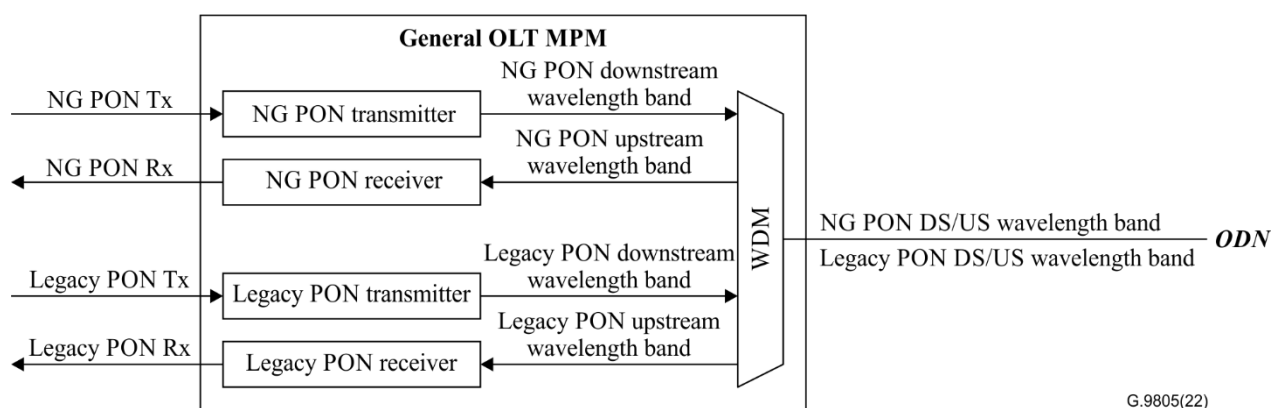 General OLT MPM
NG PON Tx
NG PON transmitter
NG PON downstream
wavelength band
NG PON Rx
NG PON receiver
NG PON upstream
wavelength band
WDM
NG PON DS/US wavelength band
Legacy PON DS/US wavelength band
ODN
Legacy PON Tx
Legacy PON transmitter
Legacy PON downstream
wavelength band
Legacy PON Rx
Legacy PON receiver
Legacy PON upstream
wavelength band
G.9805(22)